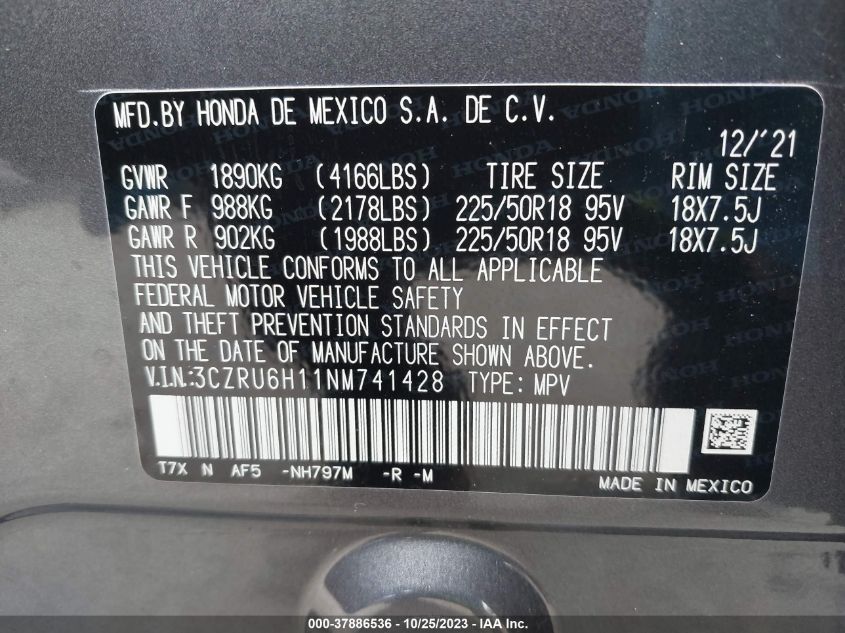 MFD.BY HONDA DE MEXICO S.A. DE C.V.
12/'21
GVWR 1890KG (4166LBS) TIRE SIZE RIM SIZE
GAWR F 988KG (2178LBS) 225/50R18 95V 18X7.5J
GAWR R 902KG (1988LBS) 225/50R18 95V 18X7.5J
THIS VEHICLE CONFORMS TO ALL APPLICABLE
FEDERAL MOTOR VEHICLE SAFETY
AND THEFT PREVENTION STANDARDS IN EFFECT
ON THE DATE OF MANUFACTURE SHOWN ABOVE.
V.I.N.:3CZRU6H11NM741428 TYPE: MPV
T7X N AF5 -NH797M -R -M
MADE IN MEXICO
000-37886536 - 10/25/2023 - IAA Inc.